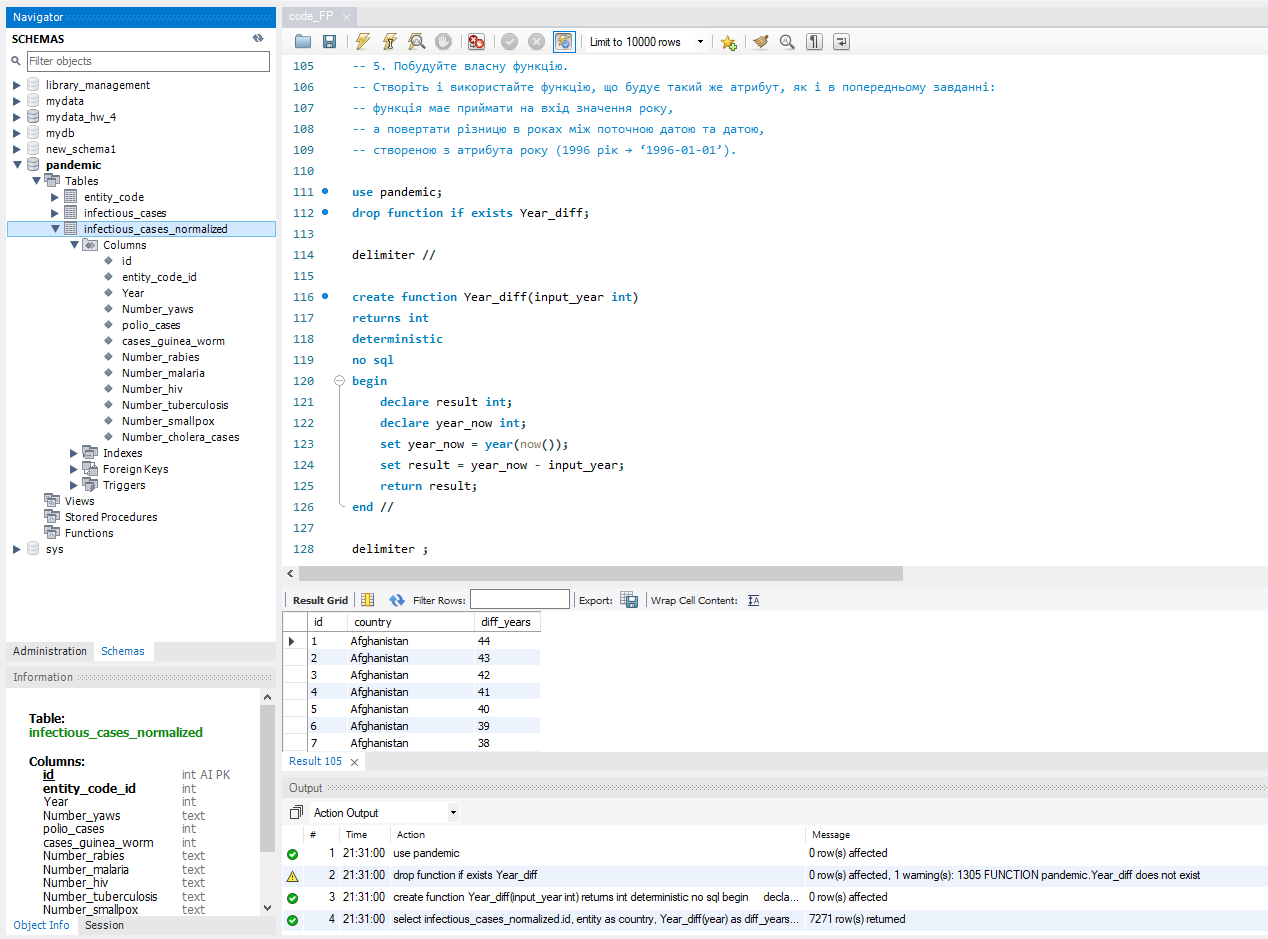 Navigator
SCHEMAS
Filter objects
library_management
mydata
mydata_hw_4
mydb
new_schema1
pandemic
Tables
entity_code
infectious_cases
infectious_cases_normalized
Columns
id
entity_code_id
Year
Number_yaws
polio_cases
cases_guinea_worm
Number_rabies
Number_malaria
Number_hiv
Number_tuberculosis
Number_smallpox
Number_cholera_cases
Indexes
Foreign Keys
Triggers
Views
Stored Procedures
Functions
sys
Administration Schemas
Information
Table:
infectious_cases_normalized
Columns:
id int AI PK
entity_code_id int
Year int
Number_yaws text
polio_cases int
cases_guinea_worm int
Number_rabies text
Number_malaria text
Number_hiv text
Number_tuberculosis text
Number_smallpox text
Object Info Session
code_FP
Limit to 10000 rows
105 -- 5. Побудуйте власну функцію.
106 -- Створіть і використайте функцію, що будує такий же атрибут, як і в попередньому завданні:
107 -- функція має приймати на вхід значення року,
108 -- а повертати різницю в роках між поточною датою та датою,
109 -- створеною з атрибута року (1996 рік → ‘1996-01-01’).
110
111 use pandemic;
112 drop function if exists Year_diff;
113
114 delimiter //
115
116 create function Year_diff(input_year int)
117 returns int
118 deterministic
119 no sql
120 begin
121 declare result int;
122 declare year_now int;
123 set year_now = year(now());
124 set result = year_now - input_year;
125 return result;
126 end //
127
128 delimiter ;
Result Grid Filter Rows: Export: Wrap Cell Content:
id country diff_years
1 Afghanistan 44
2 Afghanistan 43
3 Afghanistan 42
4 Afghanistan 41
5 Afghanistan 40
6 Afghanistan 39
7 Afghanistan 38
Result 105
Output
Action Output
# Time Action Message
1 21:31:00 use pandemic 0 row(s) affected
2 21:31:00 drop function if exists Year_diff 0 row(s) affected, 1 warning(s): 1305 FUNCTION pandemic.Year_diff does not exist
3 21:31:00 create function Year_diff(input_year int) returns int deterministic no sql begin decla... 0 row(s) affected
4 21:31:00 select infectious_cases_normalized.id, entity as country, Year_diff(year) as diff_years... 7271 row(s) returned